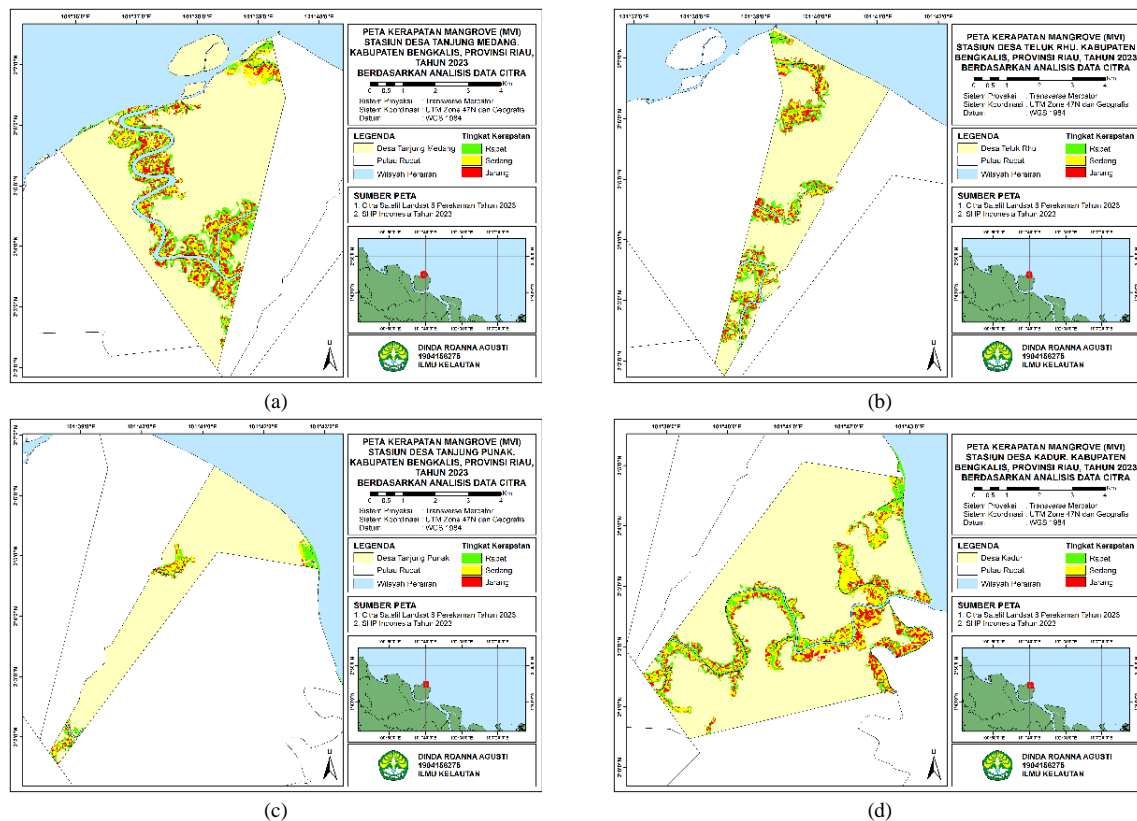 PETA KERAPATAN MANGROVE (MVI)
STASIUN DESA TANJUNG MEDANG.
KABUPATEN BENGKALIS, PROVINSI RIAU,
TAHUN 2023
BERDASARKAN ANALISIS DATA CITRA
0 0.5 1 2 3 4
Km
Sistem Proyeksi : Transverse Mercator
Sistem Koordinasi : UTM Zone 47N dan Geografis
Datum : WGS 1984
LEGENDA
Desa Tanjung Medang
Pulau Rupat
Wilayah Perairan
Tingkat Kerapatan
Rapat
Sedang
Jarang
SUMBER PETA
1. Citra Satelit Landsat 8 Perekaman Tahun 2023
2. SHP Indonesia Tahun 2023
DINDA ROANNA AGUSTI
1904156275
ILMU KELAUTAN
(a)
PETA KERAPATAN MANGROVE (MVI)
STASIUN DESA TELUK RHU. KABUPATEN
BENGKALIS, PROVINSI RIAU, TAHUN 2023
BERDASARKAN ANALISIS DATA CITRA
0 0.5 1 2 3 4
Km
Sistem Proyeksi : Transverse Mercator
Sistem Koordinasi : UTM Zone 47N dan Geografis
Datum : WGS 1984
LEGENDA
Desa Teluk Rhu
Pulau Rupat
Wilayah Perairan
Tingkat Kerapatan
Rapat
Sedang
Jarang
SUMBER PETA
1. Citra Satelit Landsat 8 Perekaman Tahun 2023
2. SHP Indonesia Tahun 2023
DINDA ROANNA AGUSTI
1904156275
ILMU KELAUTAN
(b)
PETA KERAPATAN MANGROVE (MVI)
STASIUN DESA TANJUNG PUNAK.
KABUPATEN BENGKALIS, PROVINSI RIAU,
TAHUN 2023
BERDASARKAN ANALISIS DATA CITRA
0 0.5 1 2 3 4
Km
Sistem Proyeksi : Transverse Mercator
Sistem Koordinasi : UTM Zone 47N dan Geografis
Datum : WGS 1984
LEGENDA
Desa Tanjung Punak
Pulau Rupat
Wilayah Perairan
Tingkat Kerapatan
Rapat
Sedang
Jarang
SUMBER PETA
1. Citra Satelit Landsat 8 Perekaman Tahun 2023
2. SHP Indonesia Tahun 2023
DINDA ROANNA AGUSTI
1904156275
ILMU KELAUTAN
(c)
PETA KERAPATAN MANGROVE (MVI)
STASIUN DESA KADUR. KABUPATEN
BENGKALIS, PROVINSI RIAU, TAHUN 2023
BERDASARKAN ANALISIS DATA CITRA
0 0.5 1 2 3 4
Km
Sistem Proyeksi : Transverse Mercator
Sistem Koordinasi : UTM Zone 47N dan Geografis
Datum : WGS 1984
LEGENDA
Desa Kadur
Pulau Rupat
Wilayah Perairan
Tingkat Kerapatan
Rapat
Sedang
Jarang
SUMBER PETA
1. Citra Satelit Landsat 8 Perekaman Tahun 2023
2. SHP Indonesia Tahun 2023
DINDA ROANNA AGUSTI
1904156275
ILMU KELAUTAN
(d)